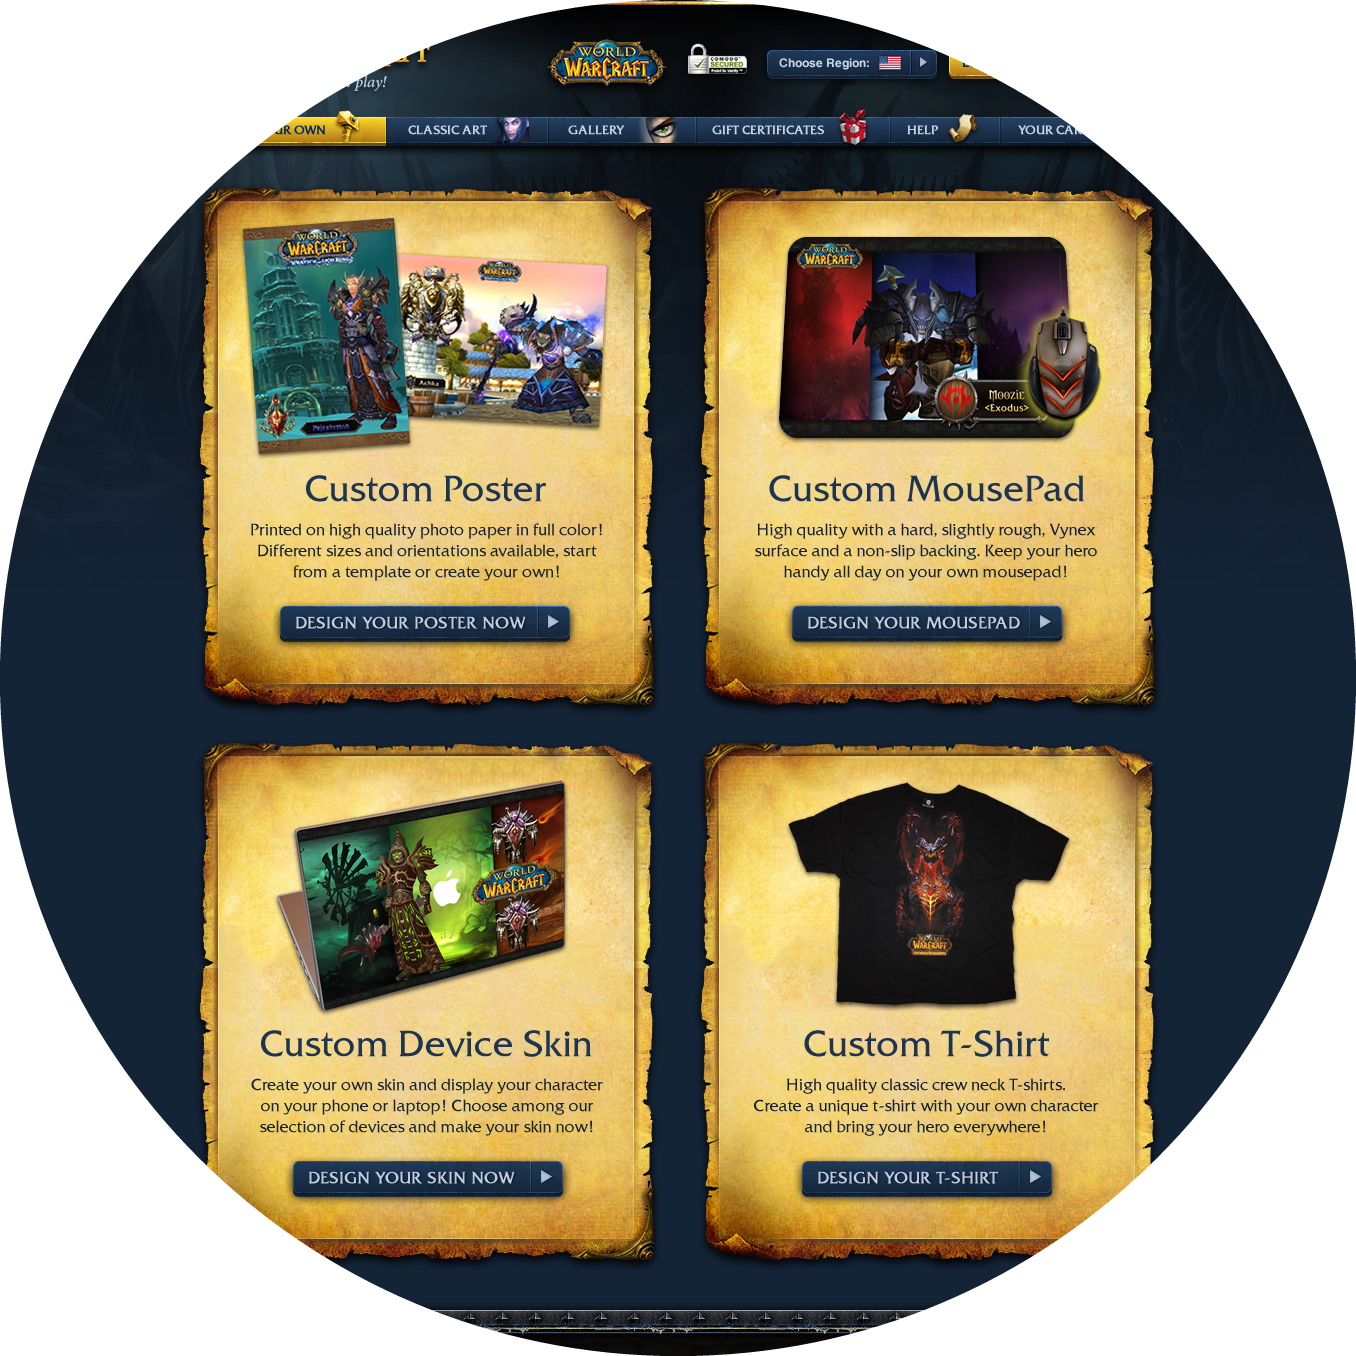 WORLD
WARCRAFT
COMODO
SECURED
Choose Region:
play!
OWN
CLASSIC ART
GALLERY
GIFT CERTIFICATES
HELP
YOUR
WORLD
WARCRAFT
WORLD
WARCRAFT
Achka
WORLD
WARCRAFT
MOOZIE
<Exodus>
Custom Poster
Printed on high quality photo paper in full color!
Different sizes and orientations available, start
from a template or create your own!
DESIGN YOUR POSTER NOW
Custom MousePad
High quality with a hard, slightly rough, Vynex
surface and a non-slip backing. Keep your hero
handy all day on your own mousepad!
DESIGN YOUR MOUSEPAD
WORLD
WARCRAFT
Custom Device Skin
Create your own skin and display your character
on your phone or laptop! Choose among our
selection of devices and make your skin now!
DESIGN YOUR SKIN NOW
WORLD
WARCRAFT
Custom T-Shirt
High quality classic crew neck T-shirts.
Create a unique t-shirt with your own character
and bring your hero everywhere!
DESIGN YOUR T-SHIRT